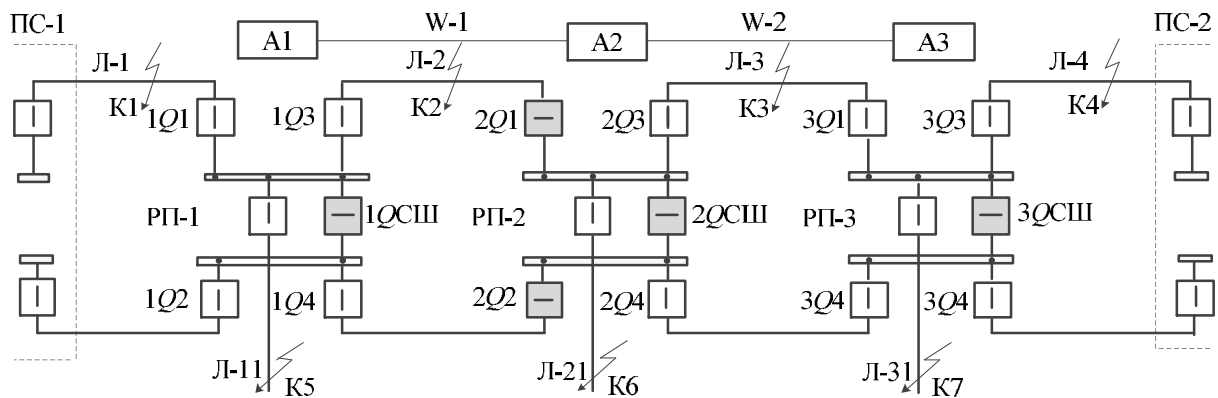 ПС-1 W-1 W-2 ПС-2
А1 А2 А3
Л-1 Л-2 Л-3 Л-4
К1 К2 К3 К4
1Q1 1Q3 2Q1 2Q3 3Q1 3Q3
РП-1 1QСШ РП-2 2QСШ РП-3 3QСШ
1Q2 1Q4 2Q2 2Q4 3Q4 3Q4
Л-11 К5 Л-21 К6 Л-31 К7